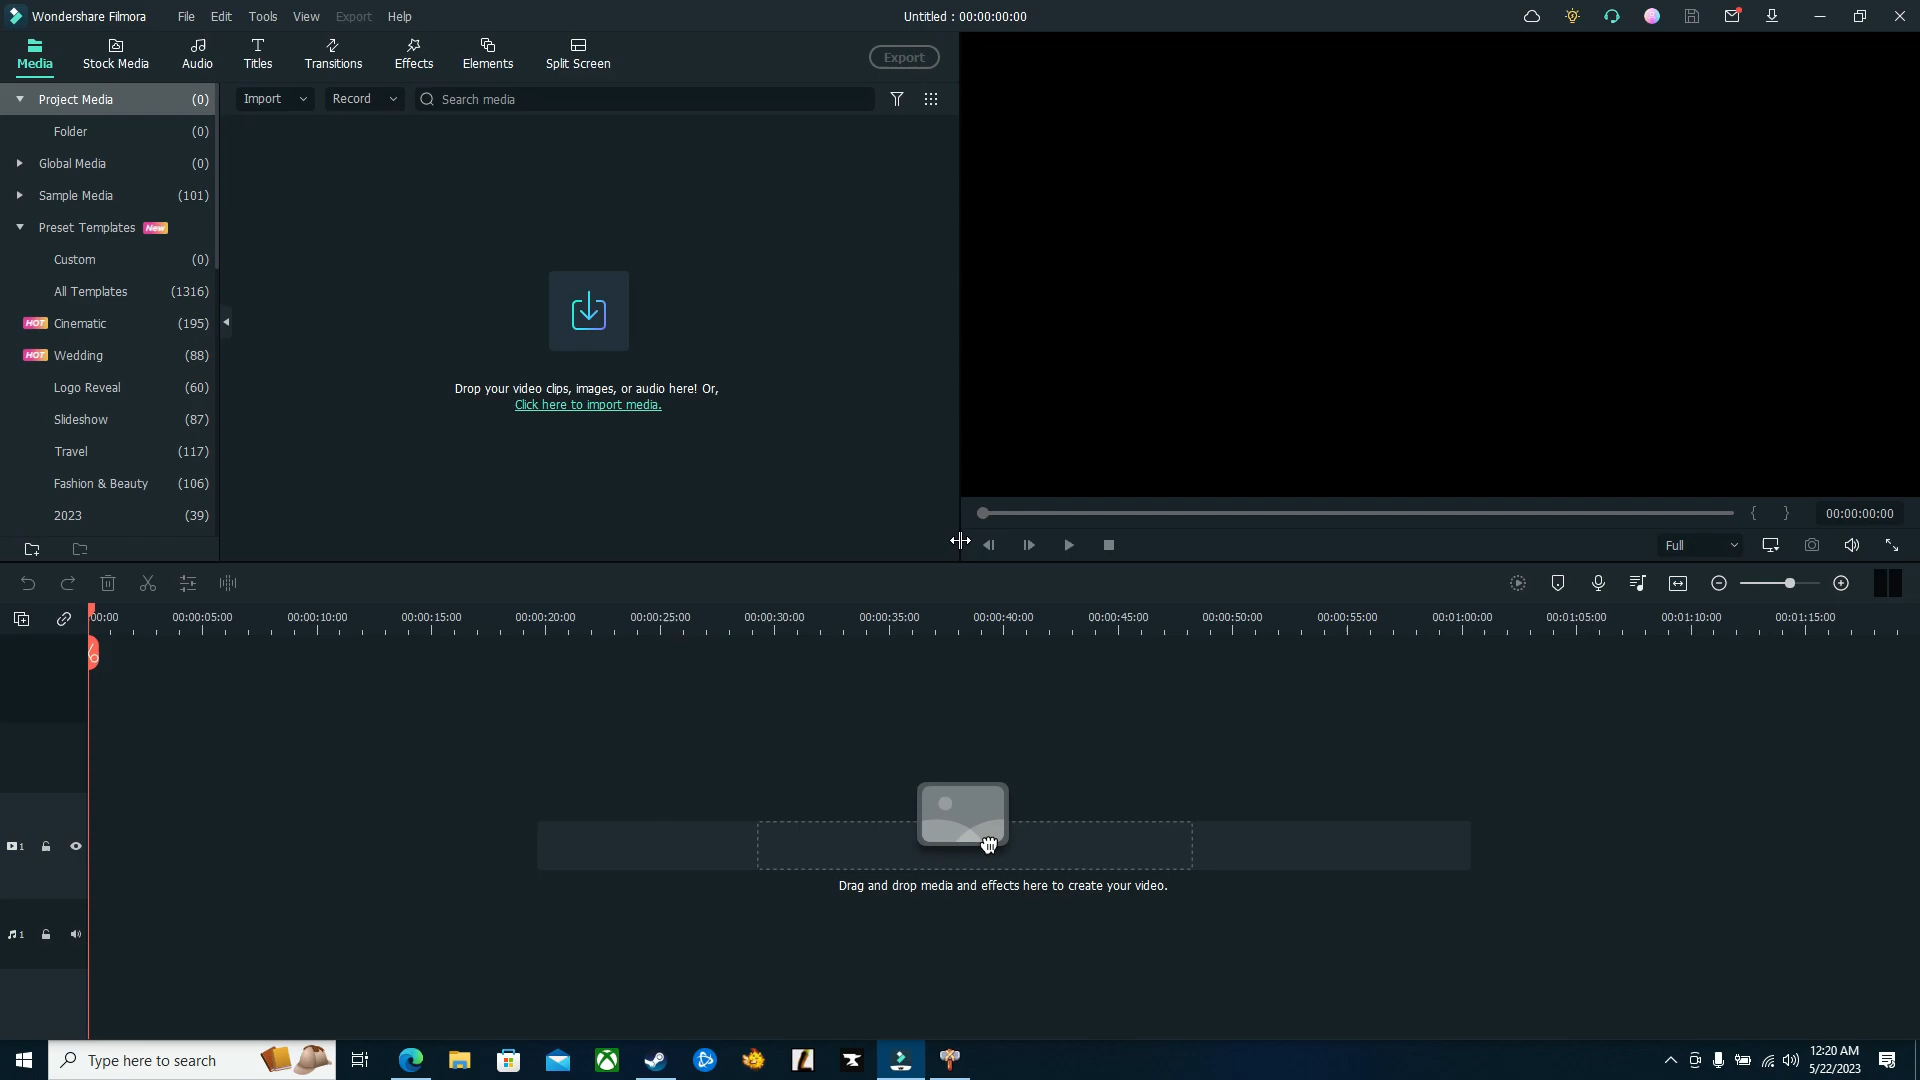 Wondershare Filmora
File Edit Tools View Export Help
Untitled : 00:00:00:00
Media
Stock Media
Audio
Titles
Transitions
Effects
Elements
Split Screen
Export
Project Media (0)
Folder (0)
Global Media (0)
Sample Media (101)
Preset Templates New
Custom (0)
All Templates (1316)
HOT Cinematic (195)
HOT Wedding (88)
Logo Reveal (60)
Slideshow (87)
Travel (117)
Fashion & Beauty (106)
2023 (39)
Import
Record
Search media
Drop your video clips, images, or audio here! Or,
Click here to import media.
{ } 00:00:00:00
Full
:00:00 00:00:05:00 00:00:10:00 00:00:15:00 00:00:20:00 00:00:25:00 00:00:30:00 00:00:35:00 00:00:40:00 00:00:45:00 00:00:50:00 00:00:55:00 00:01:00:00 00:01:05:00 00:01:10:00 00:01:15:00
1
Drag and drop media and effects here to create your video.
1
Type here to search
12:20 AM
5/22/2023